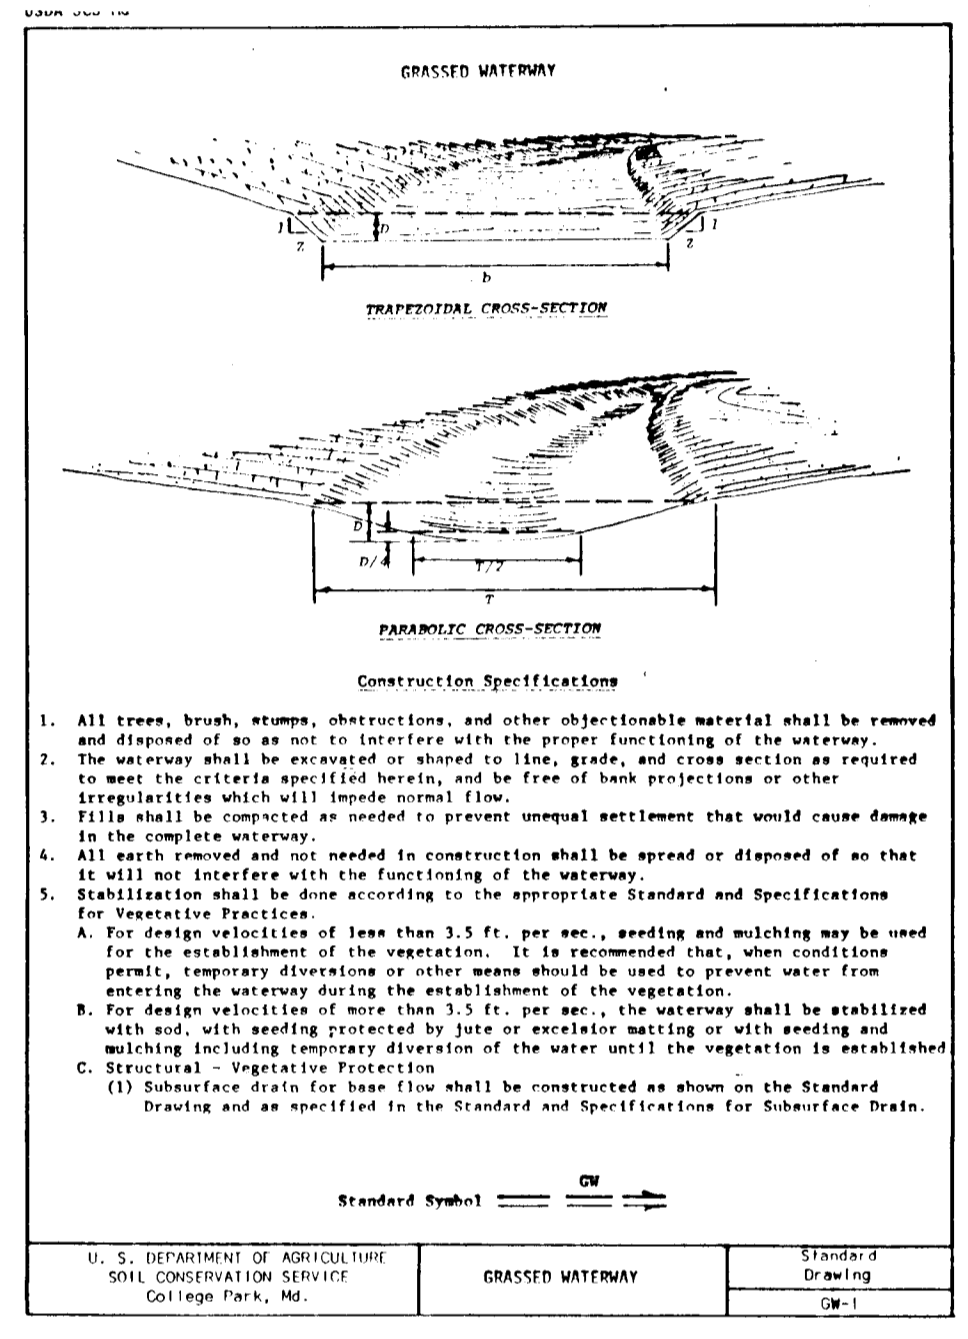 USDA SCS
GRASSED WATERWAY
1
Z
D
1
Z
b
TRAPEZOIDAL CROSS-SECTION
D
D/4
T/2
T
PARABOLIC CROSS-SECTION
Construction Specifications
1. All trees, brush, stumps, obstructions, and other objectionable material shall be removed
and disposed of so as not to interfere with the proper functioning of the waterway.
2. The waterway shall be excavated or shaped to line, grade, and cross section as required
to meet the criteria specified herein, and be free of bank projections or other
irregularities which will impede normal flow.
3. Fills shall be compacted as needed to prevent unequal settlement that would cause damage
in the complete waterway.
4. All earth removed and not needed in construction shall be spread or disposed of so that
it will not interfere with the functioning of the waterway.
5. Stabilization shall be done according to the appropriate Standard and Specifications
for Vegetative Practices.
A. For design velocities of less than 3.5 ft. per sec., seeding and mulching may be used
for the establishment of the vegetation. It is recommended that, when conditions
permit, temporary diversions or other means should be used to prevent water from
entering the waterway during the establishment of the vegetation.
B. For design velocities of more than 3.5 ft. per sec., the waterway shall be stabilized
with sod, with seeding protected by jute or excelsior matting or with seeding and
mulching including temporary diversion of the water until the vegetation is established
C. Structural - Vegetative Protection
(1) Subsurface drain for base flow shall be constructed as shown on the Standard
Drawing and as specified in the Standard and Specifications for Subsurface Drain.
GW
Standard Symbol
U. S. DEPARTMENT OF AGRICULTURE
SOIL CONSERVATION SERVICE
College Park, Md.
GRASSED WATERWAY
Standard
Drawing
GW-1